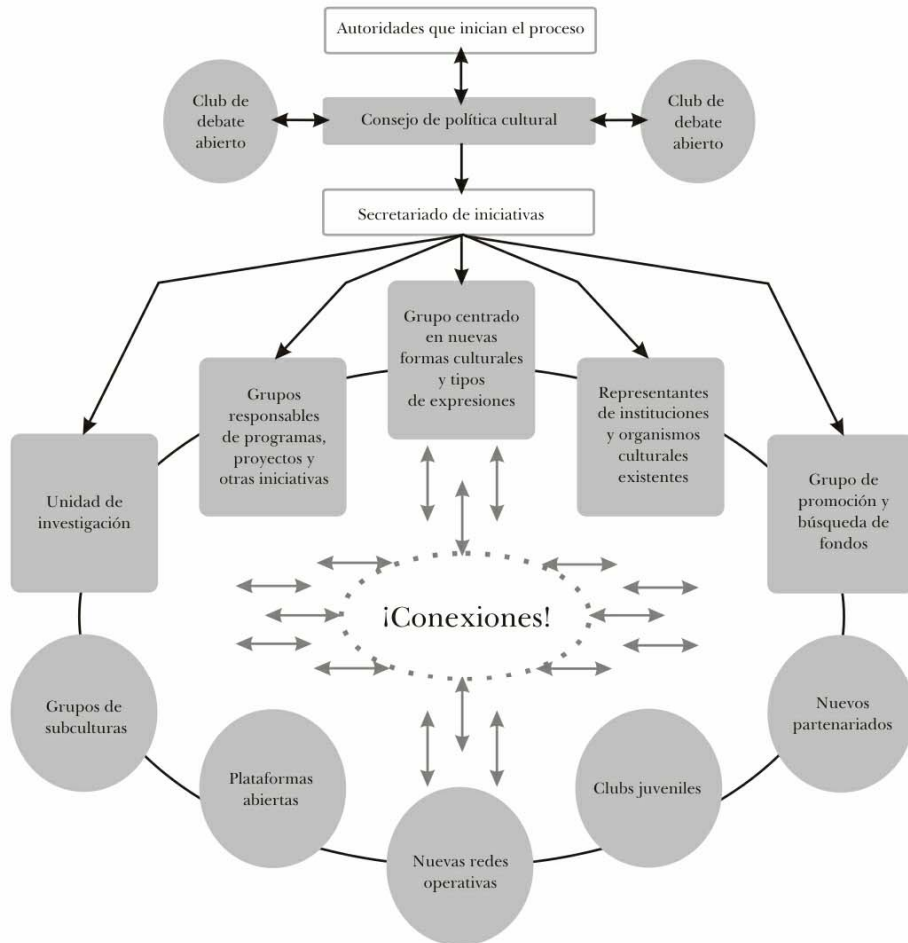 Autoridades que inician el proceso
Club de
debate
abierto
Consejo de política cultural
Club de
debate
abierto
Secretariado de iniciativas
Grupo centrado
en nuevas
formas culturales
y tipos
de expresiones
Grupos
responsables
de programas,
proyectos y
otras iniciativas
Representantes
de instituciones
y organismos
culturales
existentes
Unidad de
investigación
Grupo de
promoción y
búsqueda de
fondos
¡Conexiones!
Grupos de
subculturas
Nuevos
partenariados
Plataformas
abiertas
Clubs juveniles
Nuevas redes
operativas